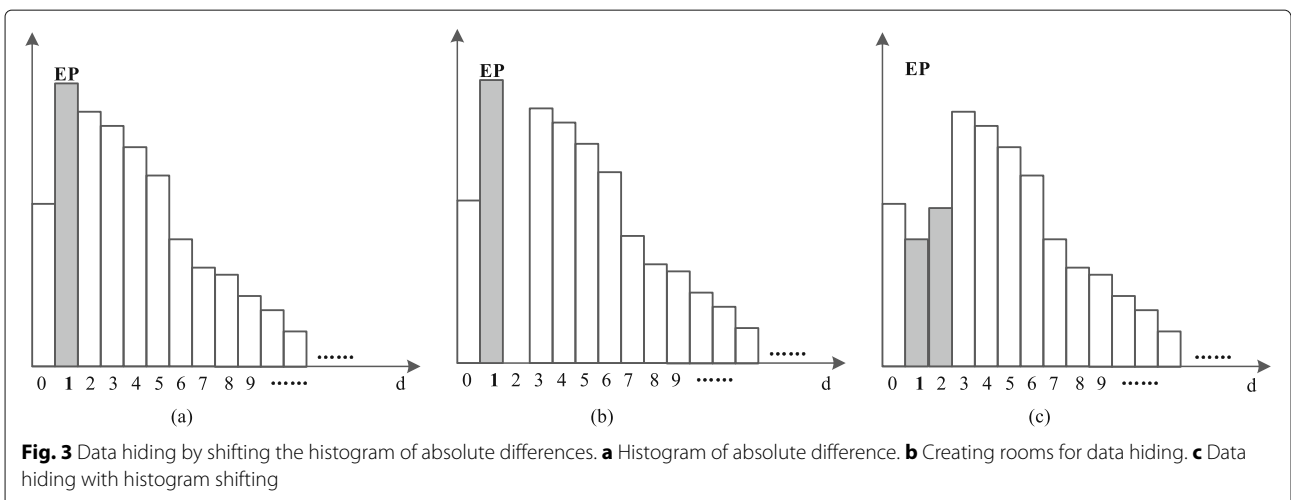 EP
0 1 2 3 4 5 6 7 8 9 ...... ...... d
(a)
EP
0 1 2 3 4 5 6 7 8 9 ...... ...... d
(b)
EP
0 1 2 3 4 5 6 7 8 9 ...... ...... d
(c)
Fig. 3 Data hiding by shifting the histogram of absolute differences. a Histogram of absolute difference. b Creating rooms for data hiding. c Data
hiding with histogram shifting